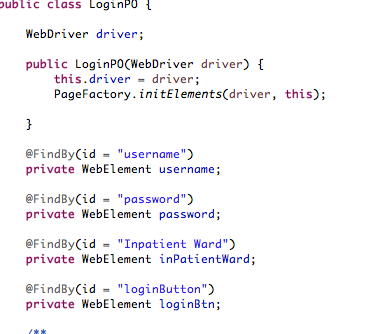 public class LoginPO {
WebDriver driver;
public LoginPO(WebDriver driver) {
this.driver = driver;
PageFactory.initElements(driver, this);
}
@FindBy(id = "username")
private WebElement username;
@FindBy(id = "password")
private WebElement password;
@FindBy(id = "Inpatient Ward")
private WebElement inPatientWard;
@FindBy(id = "loginButton")
private WebElement loginBtn;
/**